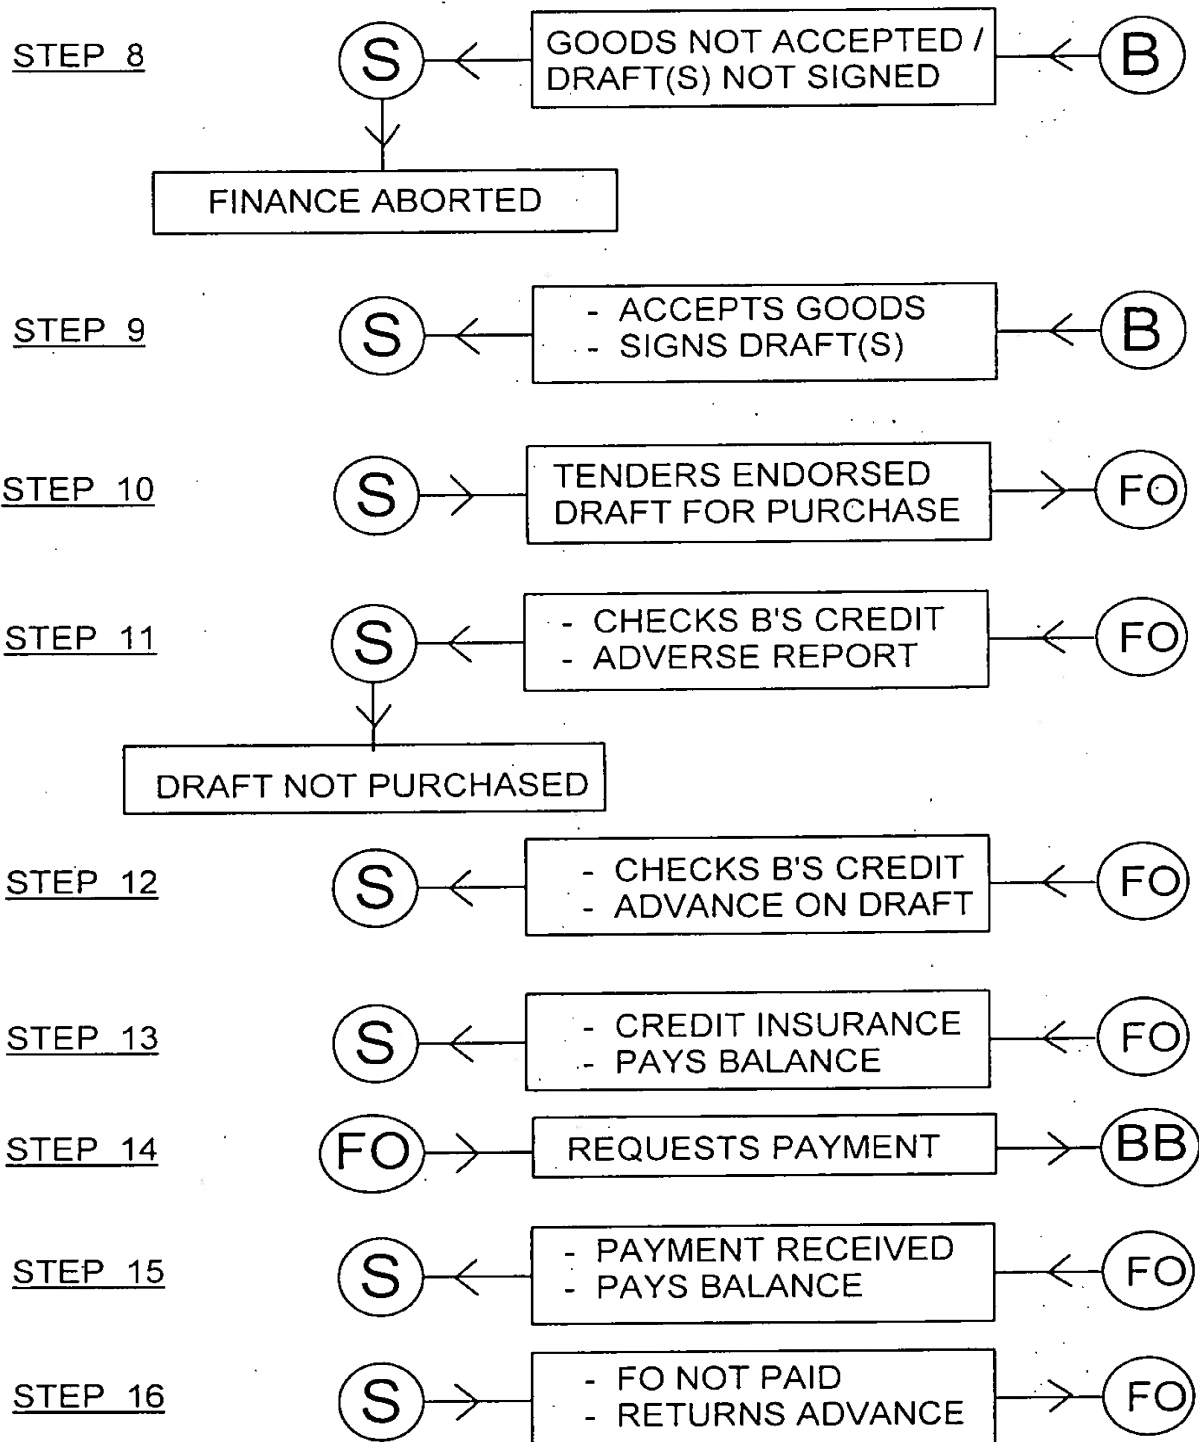 STEP 8
S
GOODS NOT ACCEPTED /
DRAFT(S) NOT SIGNED
B
FINANCE ABORTED
STEP 9
S
- ACCEPTS GOODS
- SIGNS DRAFT(S)
B
STEP 10
S
TENDERS ENDORSED
DRAFT FOR PURCHASE
FO
STEP 11
S
- CHECKS B'S CREDIT
- ADVERSE REPORT
FO
DRAFT NOT PURCHASED
STEP 12
S
- CHECKS B'S CREDIT
- ADVANCE ON DRAFT
FO
STEP 13
S
- CREDIT INSURANCE
- PAYS BALANCE
FO
STEP 14
FO
REQUESTS PAYMENT
BB
STEP 15
S
- PAYMENT RECEIVED
- PAYS BALANCE
FO
STEP 16
S
- FO NOT PAID
- RETURNS ADVANCE
FO